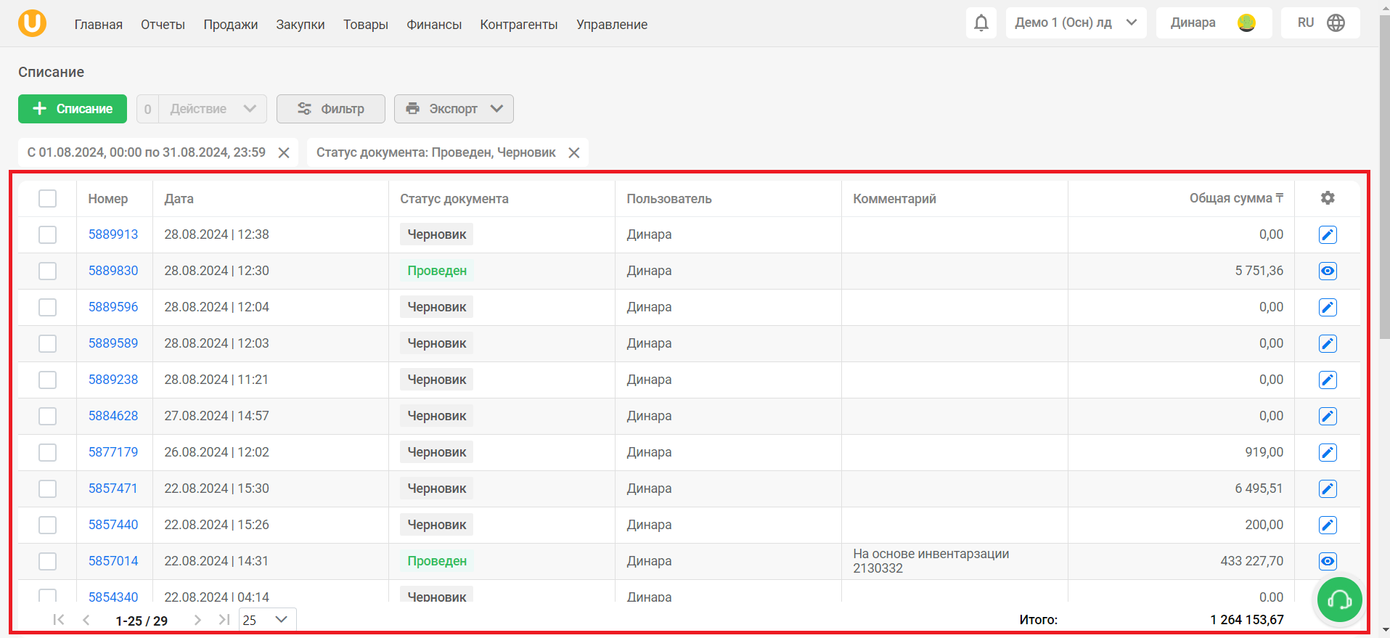 U Главная Отчеты Продажи Закупки Товары Финансы Контрагенты Управление Демо 1 (Осн) лд Динара RU
Списание
+ Списание 0 Действие Фильтр Экспорт
С 01.08.2024, 00:00 по 31.08.2024, 23:59 Статус документа: Проведен, Черновик
Номер Дата Статус документа Пользователь Комментарий Общая сумма ₸
5889913 28.08.2024 | 12:38 Черновик Динара 0,00
5889830 28.08.2024 | 12:30 Проведен Динара 5 751,36
5889596 28.08.2024 | 12:04 Черновик Динара 0,00
5889589 28.08.2024 | 12:03 Черновик Динара 0,00
5889238 28.08.2024 | 11:21 Черновик Динара 0,00
5884628 27.08.2024 | 14:57 Черновик Динара 0,00
5877179 26.08.2024 | 12:02 Черновик Динара 919,00
5857471 22.08.2024 | 15:30 Черновик Динара 6 495,51
5857440 22.08.2024 | 15:26 Черновик Динара 200,00
5857014 22.08.2024 | 14:31 Проведен Динара На основе инвентарзации 433 227,70
2130332
5854340 22.08.2024 | 04:14 Черновик Динара 0,00
1-25 / 29 25 Итого: 1 264 153,67